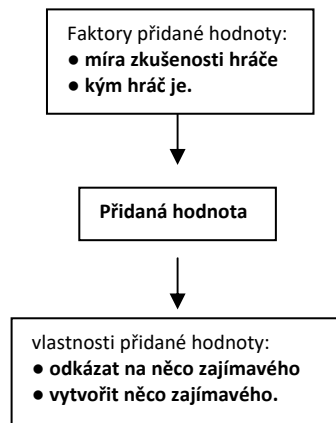 Faktory přidané hodnoty:
● míra zkušenosti hráče
● kým hráč je.
Přidaná hodnota
vlastnosti přidané hodnoty:
● odkázat na něco zajímavého
● vytvořit něco zajímavého.